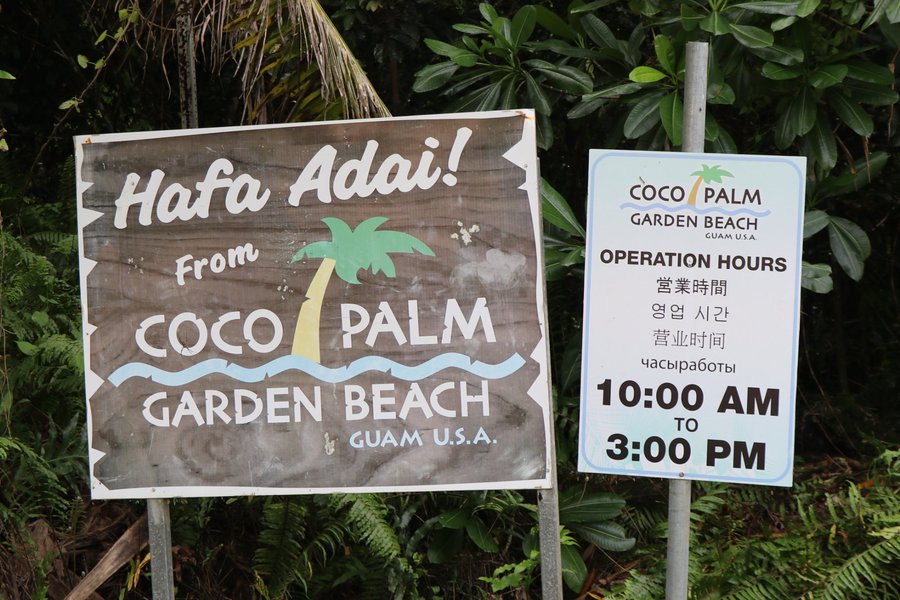 Hafa Adai!
From
COCO PALM
GARDEN BEACH
GUAM U.S.A.
COCO PALM
GARDEN BEACH
GUAM U.S.A.
OPERATION HOURS
営業時間
영업 시간
营业时间
часыработы
10:00 AM
TO
3:00 PM